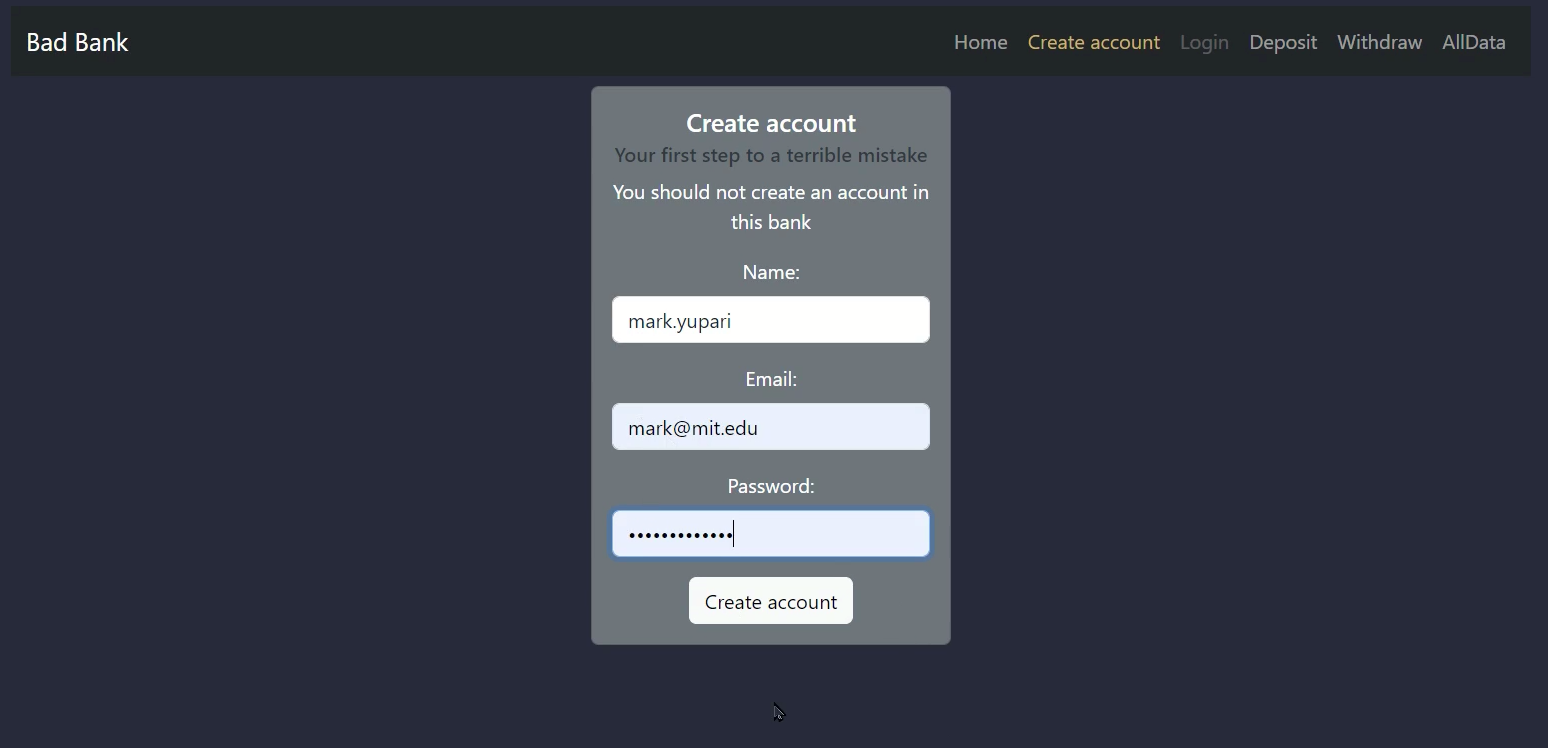 Bad Bank
Home Create account Login Deposit Withdraw AllData
Create account
Your first step to a terrible mistake
You should not create an account in
this bank
Name:
mark.yupari
Email:
mark@mit.edu
Password:
•••••••••••••
Create account